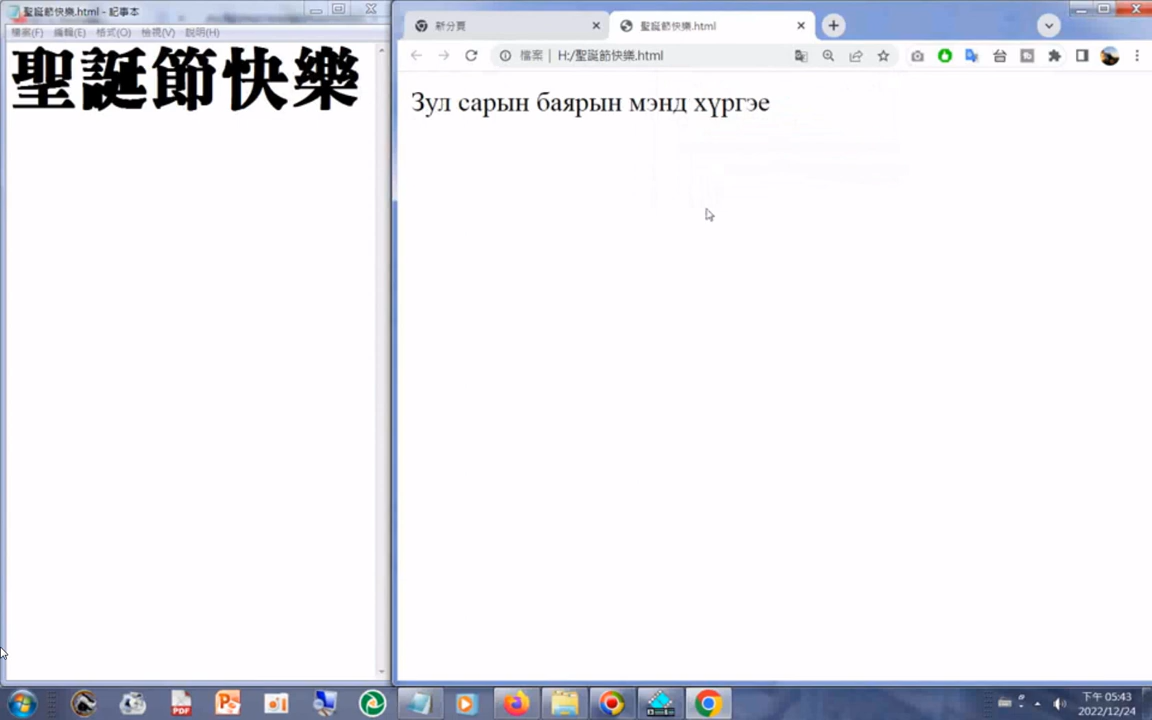 聖誕節快樂.html - 記事本
檔案(F) 編輯(E) 格式(O) 檢視(V) 說明(H)
聖誕節快樂
新分頁
聖誕節快樂.html
檔案 | H:/聖誕節快樂.html
台
Зул сарын баярын мэнд хүргэе
PDF
下午 05:43
2022/12/24